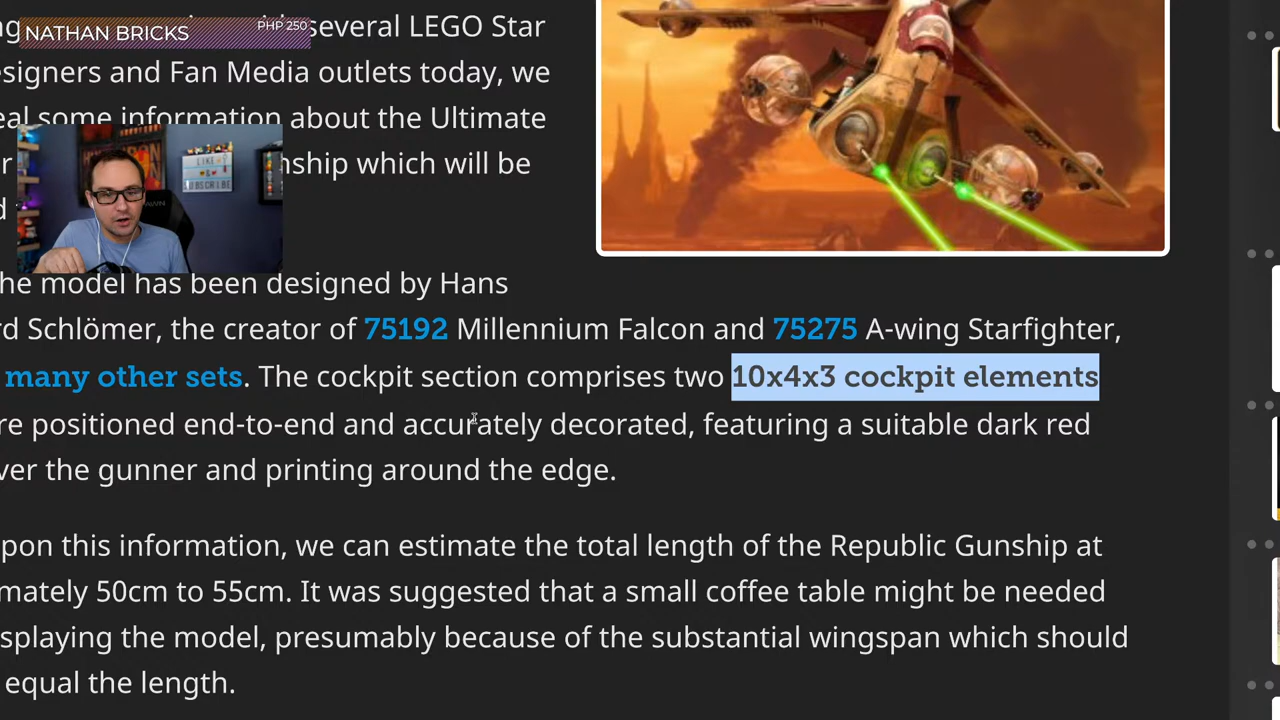 NATHAN BRICKS
PHP 250
several LEGO Star
esigners and Fan Media outlets today, we
eal some information about the Ultimate
nship which will be
he model has been designed by Hans
rd Schlömer, the creator of 75192 Millennium Falcon and 75275 A-wing Starfighter,
many other sets. The cockpit section comprises two 10x4x3 cockpit elements
re positioned end-to-end and accurately decorated, featuring a suitable dark red
ver the gunner and printing around the edge.
pon this information, we can estimate the total length of the Republic Gunship at
mately 50cm to 55cm. It was suggested that a small coffee table might be needed
splaying the model, presumably because of the substantial wingspan which should
equal the length.
LIKE
&
SUBSCRIBE